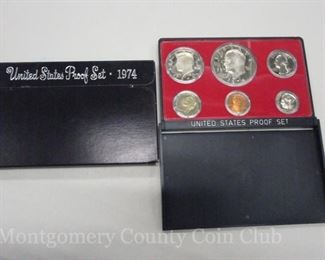 United States Proof Set · 1974
UNITED STATES PROOF SET
Montgomery County Coin Club